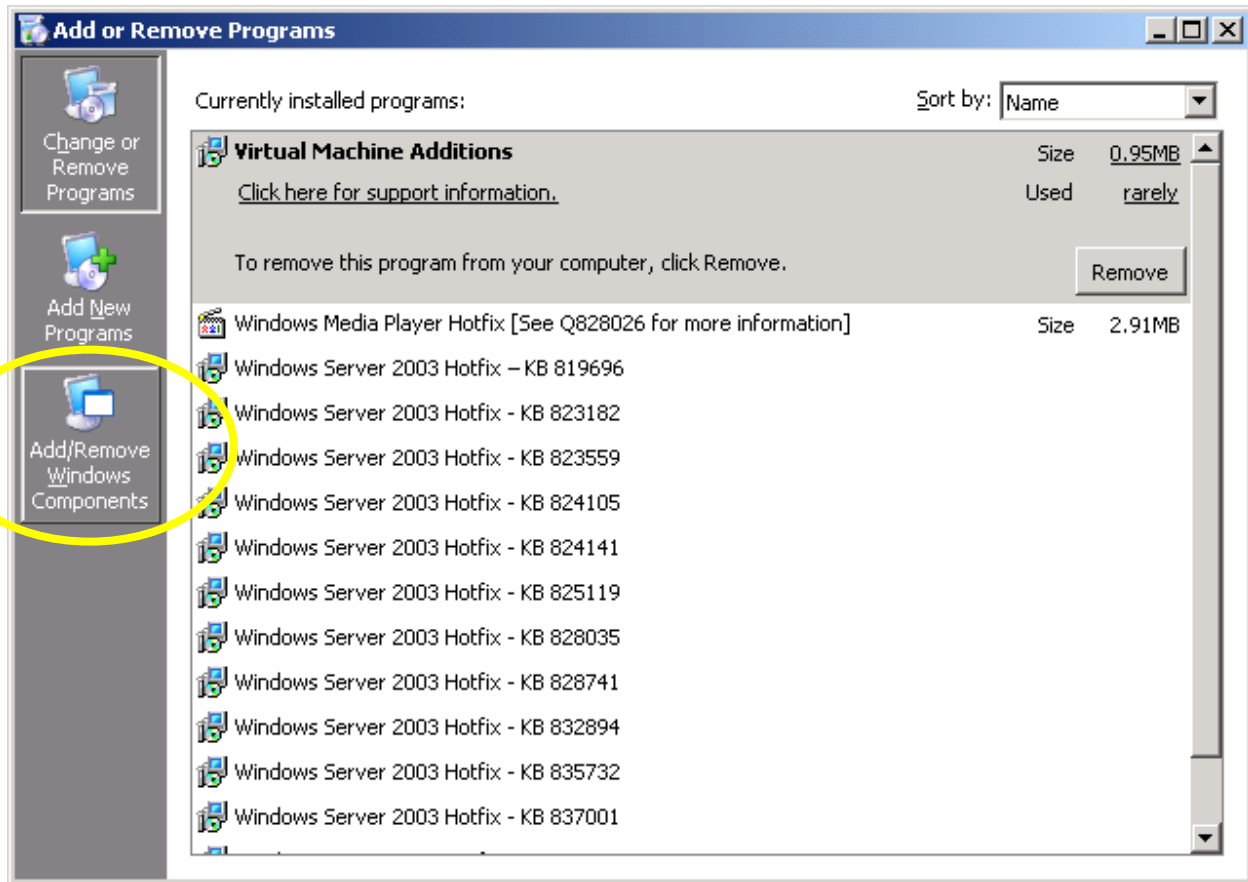 Add or Remove Programs
Change or
Remove
Programs
Add New
Programs
Add/Remove
Windows
Components
Currently installed programs:
Sort by: Name
Virtual Machine Additions Size 0.95MB
Click here for support information. Used rarely
To remove this program from your computer, click Remove. Remove
Windows Media Player Hotfix [See Q828026 for more information] Size 2.91MB
Windows Server 2003 Hotfix – KB 819696
Windows Server 2003 Hotfix - KB 823182
Windows Server 2003 Hotfix - KB 823559
Windows Server 2003 Hotfix - KB 824105
Windows Server 2003 Hotfix - KB 824141
Windows Server 2003 Hotfix - KB 825119
Windows Server 2003 Hotfix - KB 828035
Windows Server 2003 Hotfix - KB 828741
Windows Server 2003 Hotfix - KB 832894
Windows Server 2003 Hotfix - KB 835732
Windows Server 2003 Hotfix - KB 837001